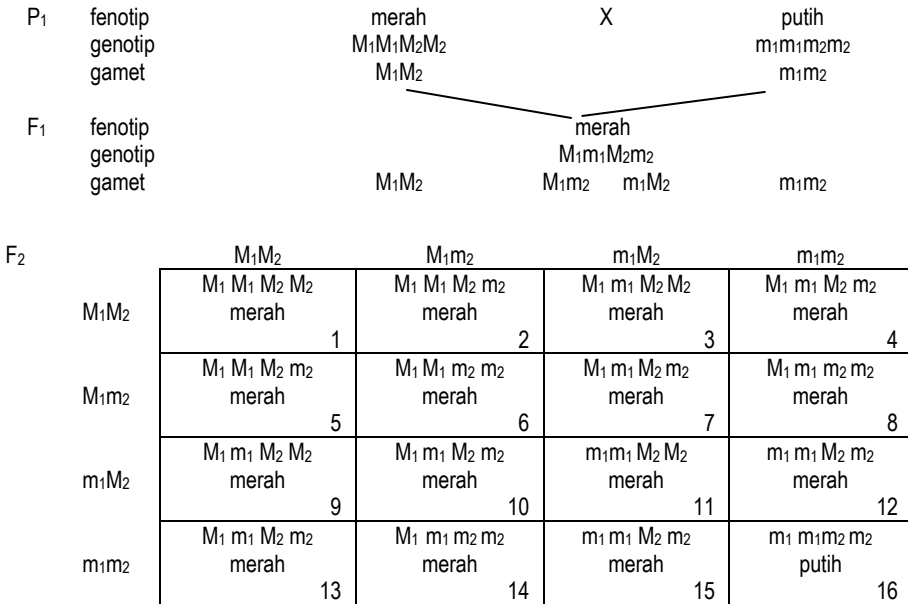 P₁ fenotip merah X putih
genotip M₁M₁M₂M₂ m₁m₁m₂m₂
gamet M₁M₂ m₁m₂
F₁ fenotip merah
genotip M₁m₁M₂m₂
gamet M₁M₂ M₁m₂ m₁M₂ m₁m₂
F₂ M₁M₂ M₁m₂ m₁M₂ m₁m₂
M₁ M₁ M₂ M₂ M₁ M₁ M₂ m₂ M₁ m₁ M₂ M₂ M₁ m₁ M₂ m₂
M₁M₂ merah merah merah merah
1 2 3 4
M₁ M₁ M₂ m₂ M₁ M₁ m₂ m₂ M₁ m₁ M₂ m₂ M₁ m₁ m₂ m₂
M₁m₂ merah merah merah merah
5 6 7 8
M₁ m₁ M₂ M₂ M₁ m₁ M₂ m₂ m₁m₁ M₂ M₂ m₁ m₁ M₂ m₂
m₁M₂ merah merah merah merah
9 10 11 12
M₁ m₁ M₂ m₂ M₁ m₁ m₂ m₂ m₁ m₁ M₂ m₂ m₁ m₁m₂ m₂
m₁m₂ merah merah merah putih
13 14 15 16